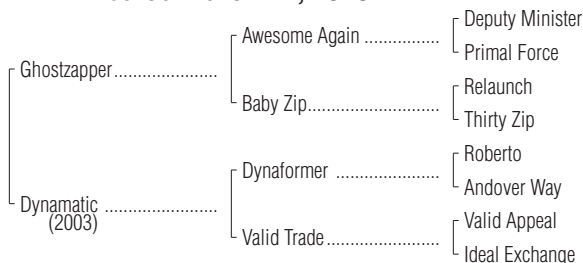 Deputy Minister
Awesome Again ..................
Primal Force
Ghostzapper.........................
Relaunch
Baby Zip................................
Thirty Zip
Roberto
Dynaformer .........................
Andover Way
Dynamatic ...........................
(2003)
Valid Appeal
Valid Trade...........................
Ideal Exchange